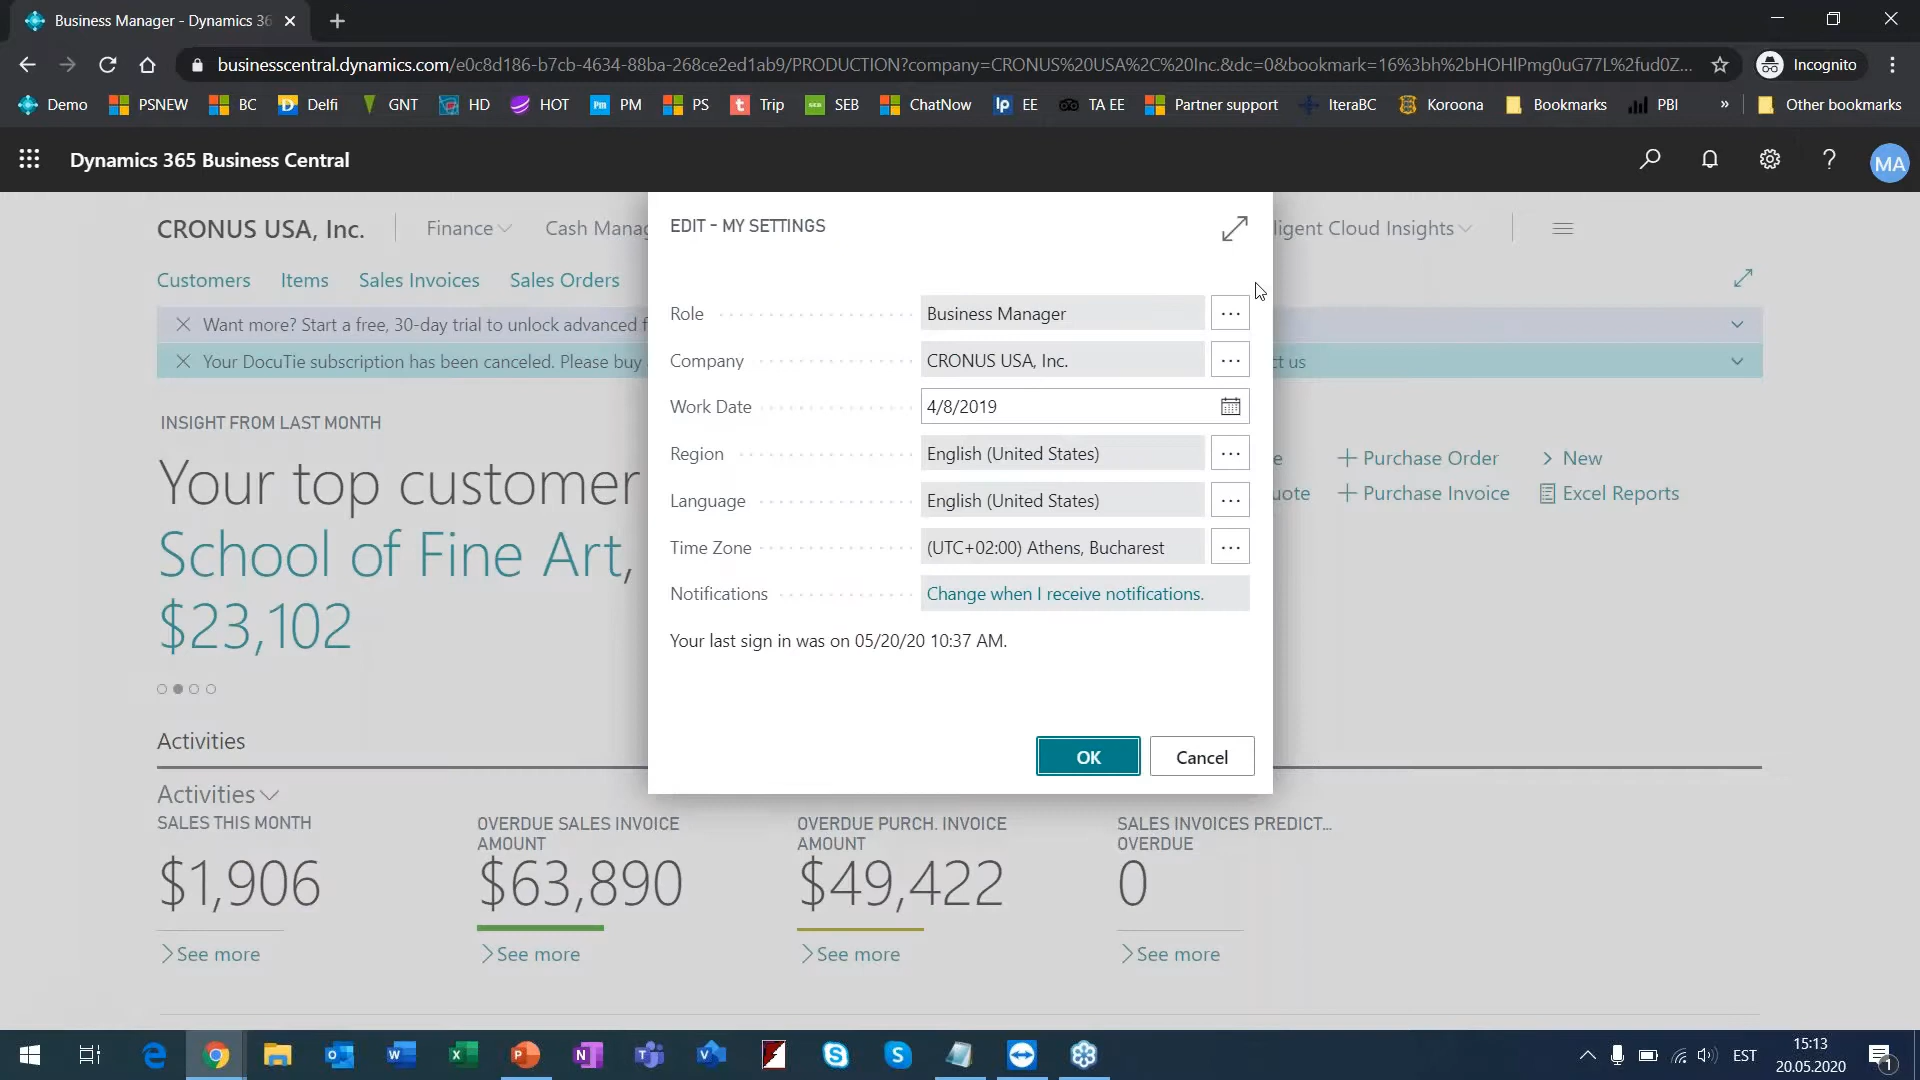 Business Manager - Dynamics 36
businesscentral.dynamics.com/e0c8d186-b7cb-4634-88ba-268ce2ed1ab9/PRODUCTION?company=CRONUS%20USA%2C%20Inc.&dc=0&bookmark=16%3bh%2bHOHlPmg0uG77L%2fud0Z...
Incognito
Demo PSNEW BC Delfi GNT HD HOT PM PS Trip SEB ChatNow EE TA EE Partner support IteraBC Koroona Bookmarks PBI » Other bookmarks
Dynamics 365 Business Central
MA
CRONUS USA, Inc. Finance Cash Manag ligent Cloud Insights
Customers Items Sales Invoices Sales Orders
Want more? Start a free, 30-day trial to unlock advanced f
Your DocuTie subscription has been canceled. Please buy ct us
EDIT - MY SETTINGS
Role Business Manager
Company CRONUS USA, Inc.
Work Date 4/8/2019
Region English (United States)
Language English (United States)
Time Zone (UTC+02:00) Athens, Bucharest
Notifications Change when I receive notifications.
Your last sign in was on 05/20/20 10:37 AM.
OK Cancel
INSIGHT FROM LAST MONTH
Your top customer
School of Fine Art,
$23,102
e + Purchase Order > New
uote + Purchase Invoice Excel Reports
Activities
Activities
SALES THIS MONTH
$1,906
>See more
OVERDUE SALES INVOICE
AMOUNT
$63,890
>See more
OVERDUE PURCH. INVOICE
AMOUNT
$49,422
>See more
SALES INVOICES PREDICT...
OVERDUE
0
>See more
EST
15:13
20.05.2020
1